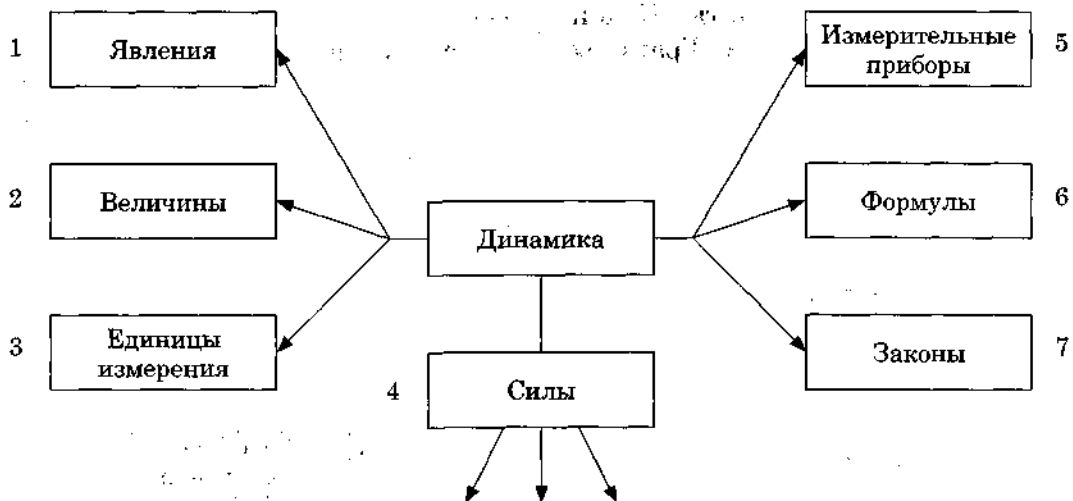 1
Явления
Измерительные
приборы
5
2
Величины
Формулы
6
Динамика
3
Единицы
измерения
Законы
7
4
Силы